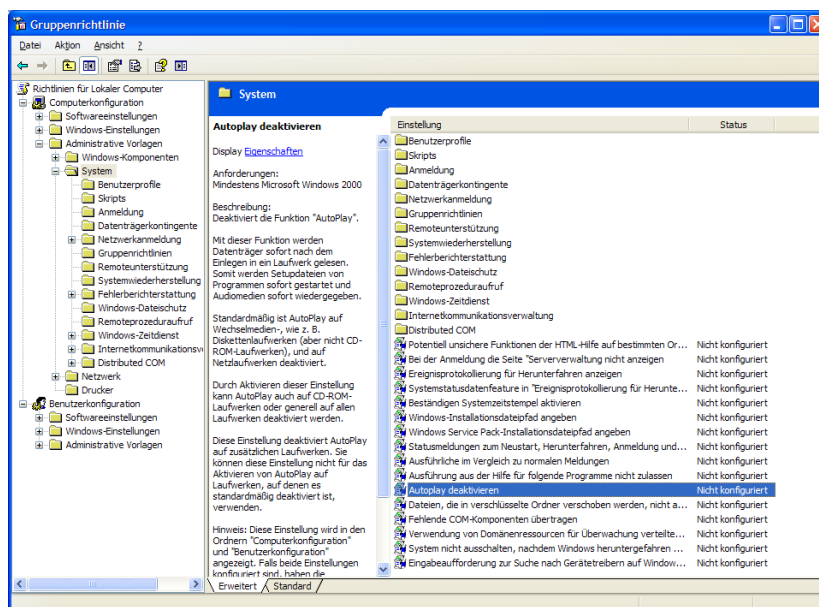 Gruppenrichtlinie
Datei Aktion Ansicht ?
Richtlinien für Lokaler Computer
Computerkonfiguration
Softwareeinstellungen
Windows-Einstellungen
Administrative Vorlagen
Windows-Komponenten
System
Benutzerprofile
Skripts
Anmeldung
Datenträgerkontingente
Netzwerkanmeldung
Gruppenrichtlinien
Remoteunterstützung
Systemwiederherstellung
Fehlerberichterstattung
Windows-Dateischutz
Remoteprozeduraufruf
Windows-Zeitdienst
Internetkommunikationsv
Distributed COM
Netzwerk
Drucker
Benutzerkonfiguration
Softwareeinstellungen
Windows-Einstellungen
Administrative Vorlagen
System
Autoplay deaktivieren
Display Eigenschaften
Anforderungen:
Mindestens Microsoft Windows 2000
Beschreibung:
Deaktiviert die Funktion "AutoPlay".
Mit dieser Funktion werden
Datenträger sofort nach dem
Einlegen in ein Laufwerk gelesen.
Somit werden Setupdateien von
Programmen sofort gestartet und
Audiomedien sofort wiedergegeben.
Standardmäßig ist AutoPlay auf
Wechselmedien-, wie z. B.
Diskettenlaufwerken (aber nicht CD-
ROM-Laufwerken), und auf
Netzlaufwerken deaktiviert.
Durch Aktivieren dieser Einstellung
kann AutoPlay auch auf CD-ROM-
Laufwerken oder generell auf allen
Laufwerken deaktiviert werden.
Diese Einstellung deaktiviert AutoPlay
auf zusätzlichen Laufwerken. Sie
können diese Einstellung nicht für das
Aktivieren von AutoPlay auf
Laufwerken, auf denen es
standardmäßig deaktiviert ist,
verwenden.
Hinweis: Diese Einstellung wird in den
Ordnern "Computerkonfiguration"
und "Benutzerkonfiguration"
angezeigt. Falls beide Einstellungen
konfiguriert sind, haben die
Einstellung Status
Benutzerprofile
Skripts
Anmeldung
Datenträgerkontingente
Netzwerkanmeldung
Gruppenrichtlinien
Remoteunterstützung
Systemwiederherstellung
Fehlerberichterstattung
Windows-Dateischutz
Remoteprozeduraufruf
Windows-Zeitdienst
Internetkommunikationsverwaltung
Distributed COM
Potentiell unsichere Funktionen der HTML-Hilfe auf bestimmten Or... Nicht konfiguriert
Bei der Anmeldung die Seite "Serververwaltung nicht anzeigen Nicht konfiguriert
Ereignisprotokollierung für Herunterfahren anzeigen Nicht konfiguriert
Systemstatusdatenfeature in "Ereignisprotokollierung für Herunte... Nicht konfiguriert
Beständigen Systemzeitstempel aktivieren Nicht konfiguriert
Windows-Installationsdateipfad angeben Nicht konfiguriert
Windows Service Pack-Installationsdateipfad angeben Nicht konfiguriert
Statusmeldungen zum Neustart, Herunterfahren, Anmeldung und... Nicht konfiguriert
Ausführliche im Vergleich zu normalen Meldungen Nicht konfiguriert
Ausführung aus der Hilfe für folgende Programme nicht zulassen Nicht konfiguriert
Autoplay deaktivieren Nicht konfiguriert
Dateien, die in verschlüsselte Ordner verschoben werden, nicht a... Nicht konfiguriert
Fehlende COM-Komponenten übertragen Nicht konfiguriert
Verwendung von Domänenressourcen für Überwachung verteilte... Nicht konfiguriert
System nicht ausschalten, nachdem Windows heruntergefahren ... Nicht konfiguriert
Eingabeaufforderung zur Suche nach Gerätetreibern auf Window... Nicht konfiguriert
Erweitert Standard